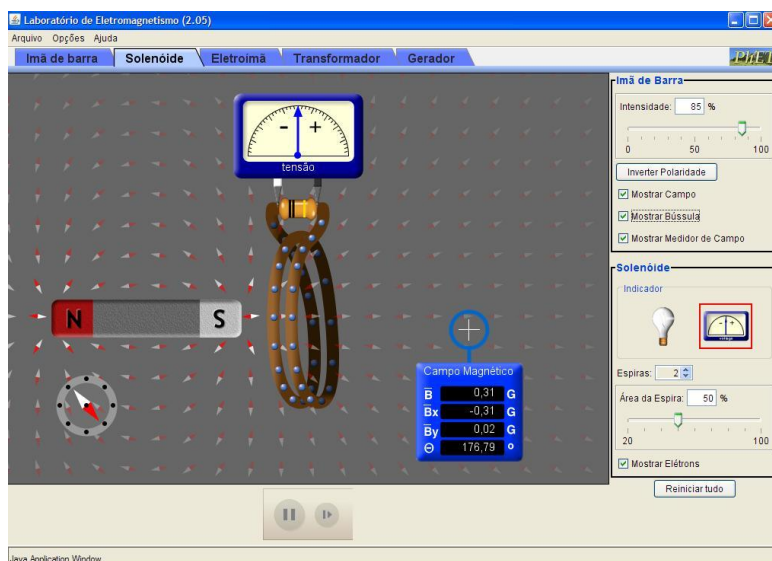 Laboratório de Eletromagnetismo (2.05)
Arquivo Opções Ajuda
Imã de barra Solenóide Eletroimã Transformador Gerador
PhET
Imã de Barra
Intensidade: 85 %
0 50 100
Inverter Polaridade
Mostrar Campo
Mostrar Bússula
Mostrar Medidor de Campo
- +
tensão
N S
Campo Magnético
B 0,31 G
Bx -0,31 G
By 0,02 G
Θ 176,79 º
Solenóide
Indicador
- +
Espiras: 2
Área da Espira: 50 %
20 100
Mostrar Elétrons
Reiniciar tudo
Java Application Window